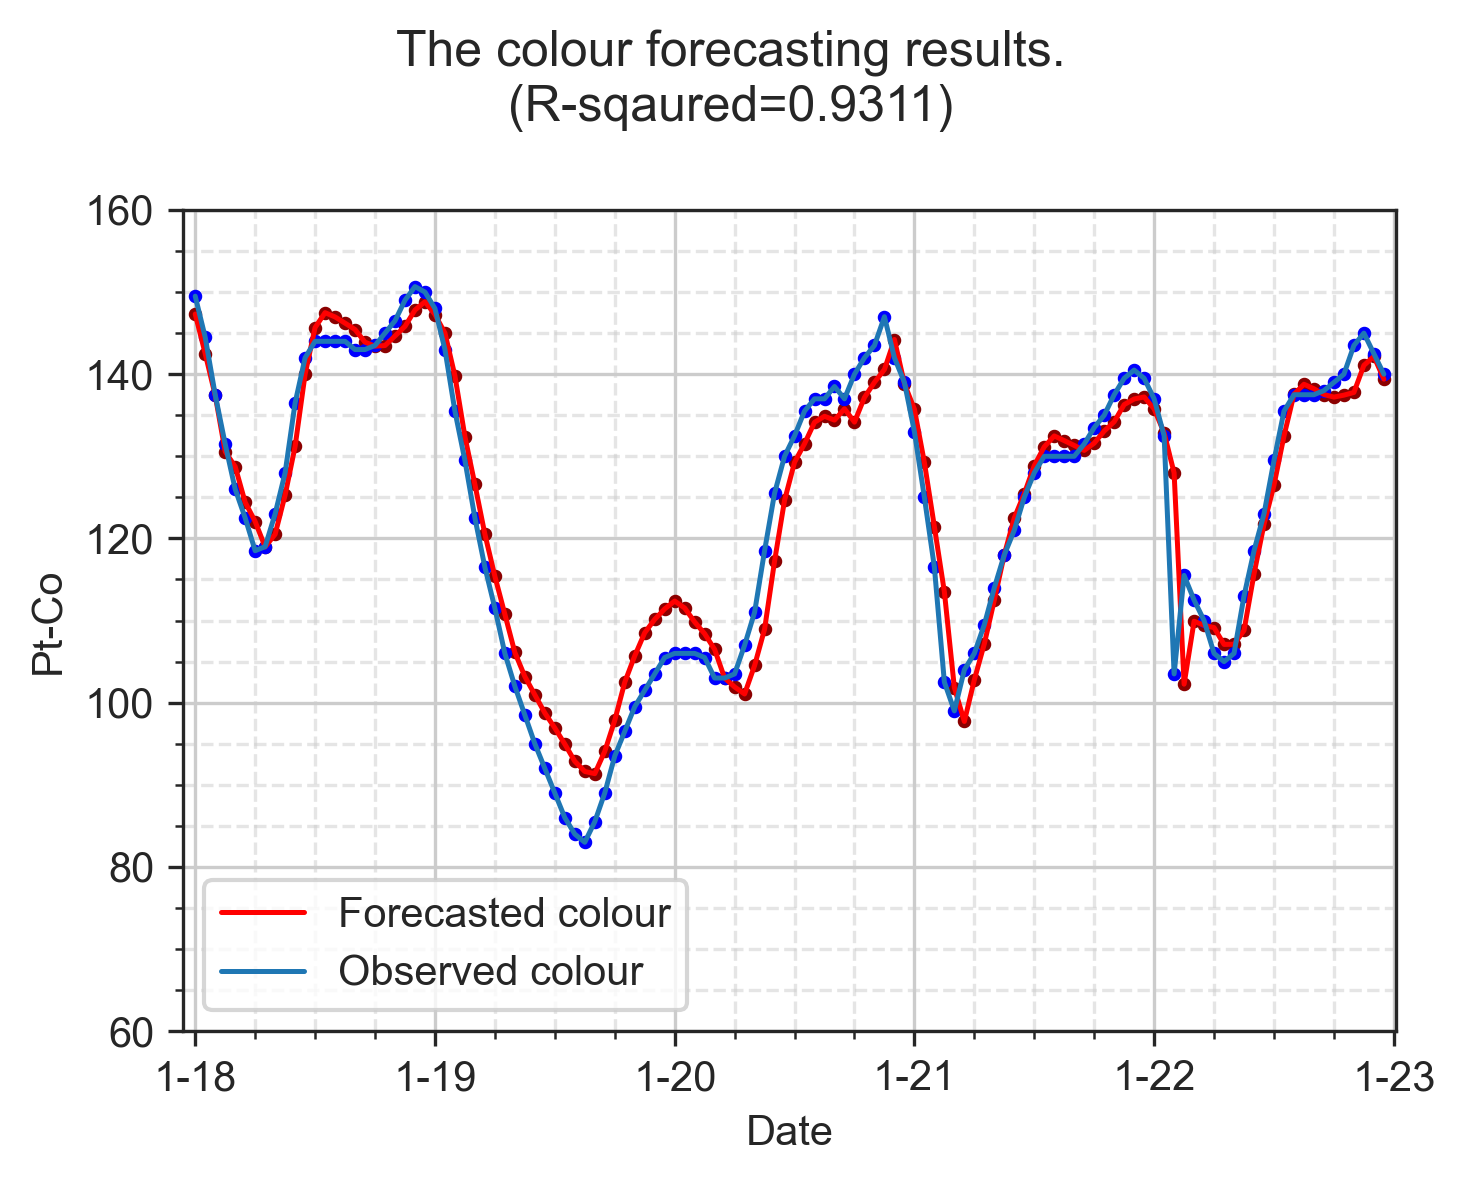 The colour forecasting results.
(R-sqaured=0.9311)
160
140
120
100
80
60
Pt-Co
Forecasted colour
Observed colour
1-18 1-19 1-20 1-21 1-22 1-23
Date